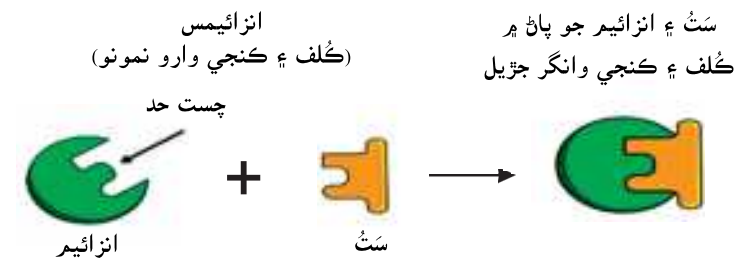 انزائيمس
(ڪُلف ۽ ڪنجي وارو نمونو)
سَتُ ۽ انزائيم جو پاڻ ۾
ڪُلف ۽ ڪنجي وانگر جڙيل
چست حد
+
انزائيم
سَتُ